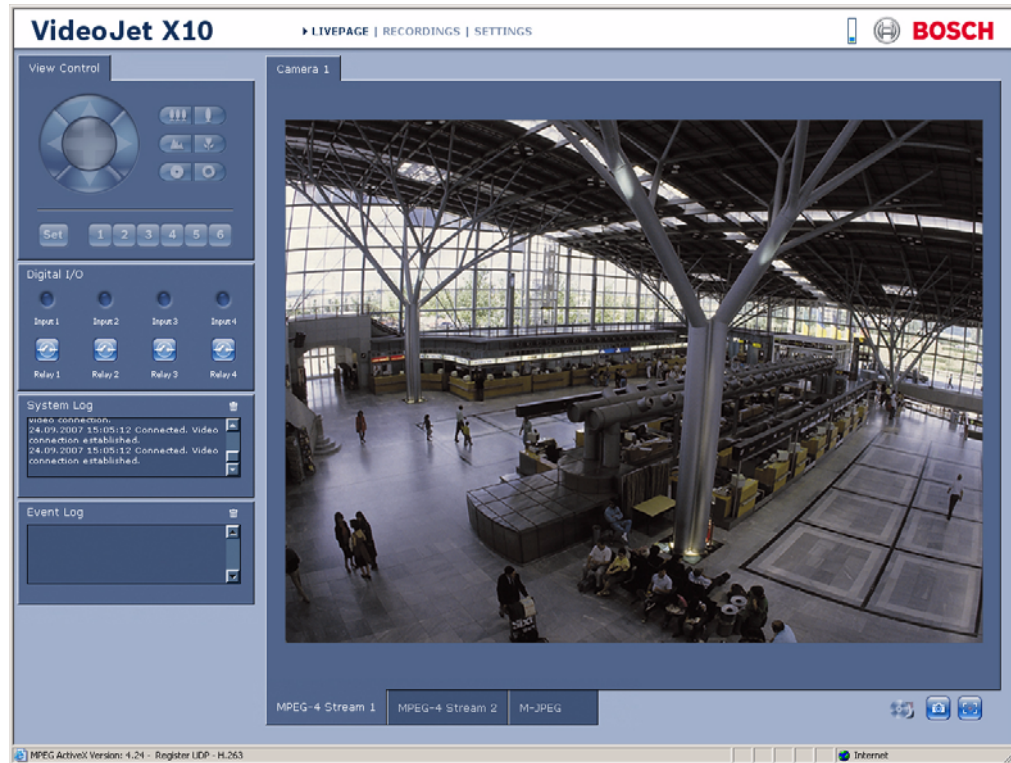 VideoJet X10
LIVEPAGE | RECORDINGS | SETTINGS
BOSCH
View Control
Camera 1
Set 1 2 3 4 5 6
Digital I/O
Input 1 Input 2 Input 3 Input 4
Relay 1 Relay 2 Relay 3 Relay 4
System Log
video connection.
24.09.2007 15:05:12 Connected. Video
connection established.
24.09.2007 15:05:12 Connected. Video
connection established.
Event Log
Sixt
MPEG-4 Stream 1 MPEG-4 Stream 2 M-JPEG
MPEG ActiveX Version: 4.24 - Register UDP - H.263
Internet